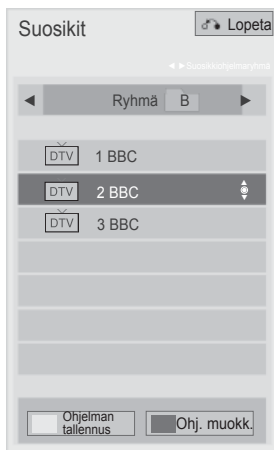 Suosikit
Lopeta
Suosikkiohjelmaryhmä
Ryhmä B
DTV 1 BBC
DTV 2 BBC
DTV 3 BBC
Ohjelman
tallennus
Ohj. muokk.